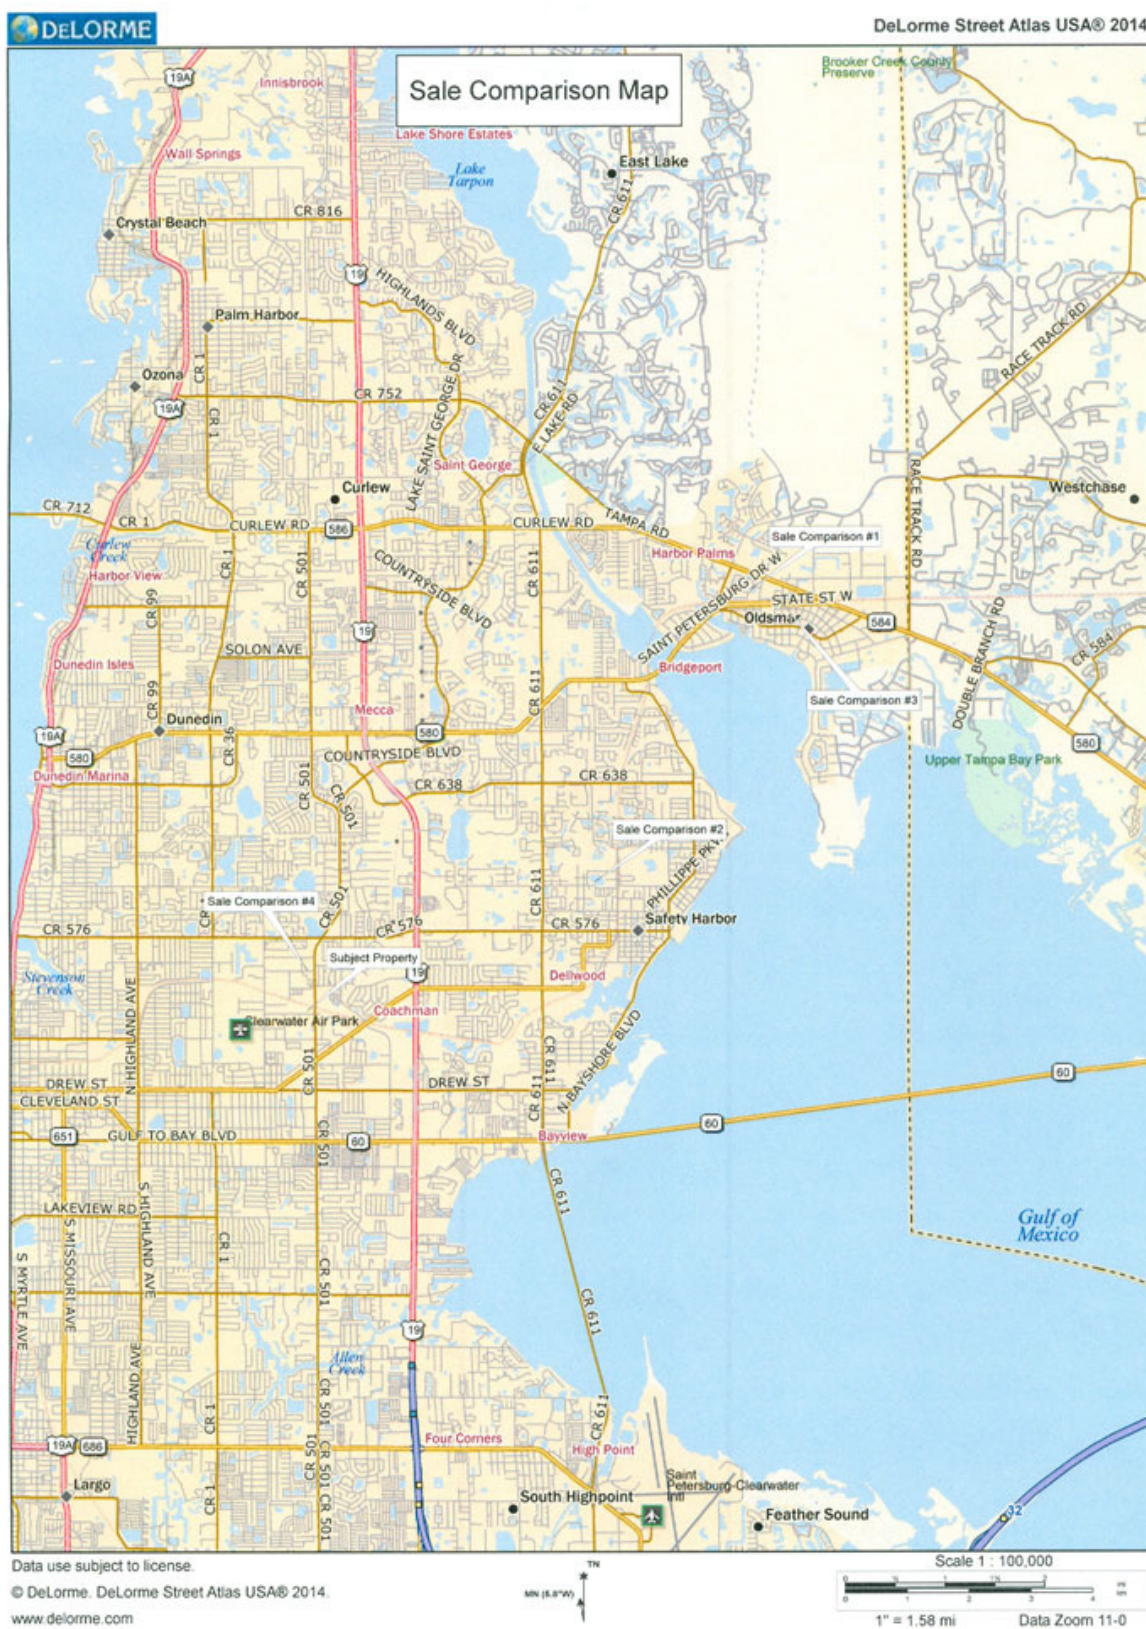 DELORME
DeLorme Street Atlas USA® 2014
Sale Comparison Map
19A
Innisbrook
Brooker Creek County
Preserve
Lake Shore Estates
Wall Springs
Lake
Tarpon
East Lake
CR 611
CR 816
Crystal Beach
19
HIGHLANDS BLVD
Palm Harbor
RACE TRACK RD
CR 1
Ozona
LAKE SAINT GEORGE DR
CR 752
CR 611
E LAKE RD
19A
CR 1
Saint George
RACE TRACK RD
Curlew
Westchase
CR 712
CR 1
CURLEW RD
586
CURLEW RD
TAMPA RD
Sale Comparison #1
Curlew
Creek
CR 1
CR 501
COUNTRYSIDE BLVD
CR 611
Harbor Palms
Harbor View
CR 99
SAINT PETERSBURG DR W
STATE ST W
Oldsmar
584
DOUBLE BRANCH RD
CR 584
19
SOLON AVE
Dunedin Isles
Bridgeport
CR 99
CR 611
Sale Comparison #3
Mecca
Dunedin
19A
580
CR 36
580
COUNTRYSIDE BLVD
580
Upper Tampa Bay Park
Dunedin Marina
CR 501
CR 501
CR 638
CR 638
Sale Comparison #2
PHILLIPPE PKY
CR 611
Sale Comparison #4
CR 501
CR 576
CR 576
CR 576
Safety Harbor
Subject Property
19
Dellwood
Stevenson
Creek
N HIGHLAND AVE
Coachman
Clearwater Air Park
N BAYSHORE BLVD
CR 501
CR 611
DREW ST
DREW ST
CR 611
60
CLEVELAND ST
651
GULF TO BAY BLVD
CR 501
60
Bayview
60
CR 611
LAKEVIEW RD
S HIGHLAND AVE
S MISSOURI AVE
CR 1
Gulf of
Mexico
S MYRTLE AVE
CR 501
CR 611
19
Allen
Creek
HIGHLAND AVE
CR 1
CR 501
CR 611
19A
686
CR 501
CR 501
Four Corners
High Point
Largo
CR 1
CR 501
South Highpoint
Saint
Petersburg-Clearwater
Intl
Feather Sound
32
Data use subject to license.
© DeLorme. DeLorme Street Atlas USA® 2014.
www.delorme.com
TN
MN (5.8°W)
Scale 1 : 100,000
1" = 1.58 mi
Data Zoom 11-0